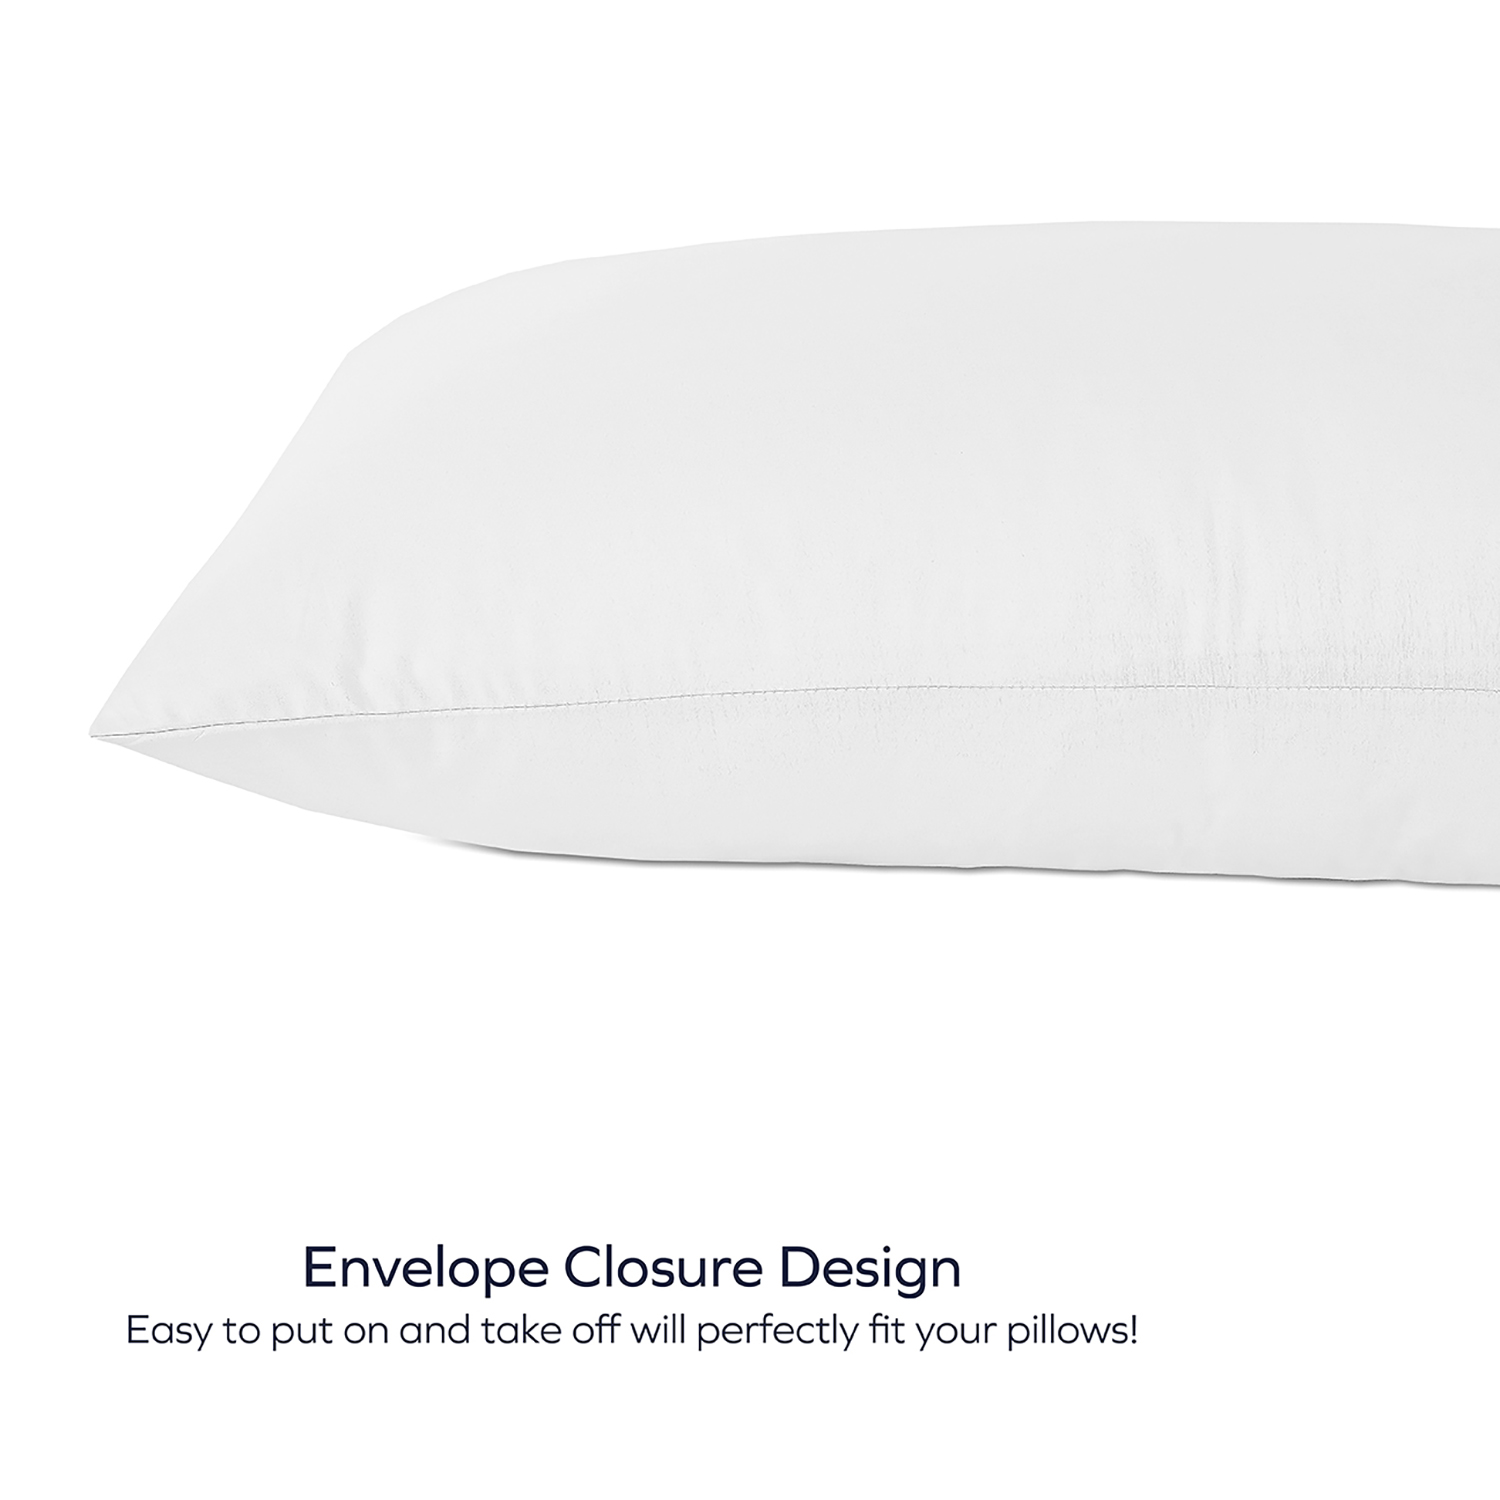 Envelope Closure Design
Easy to put on and take off will perfectly fit your pillows!